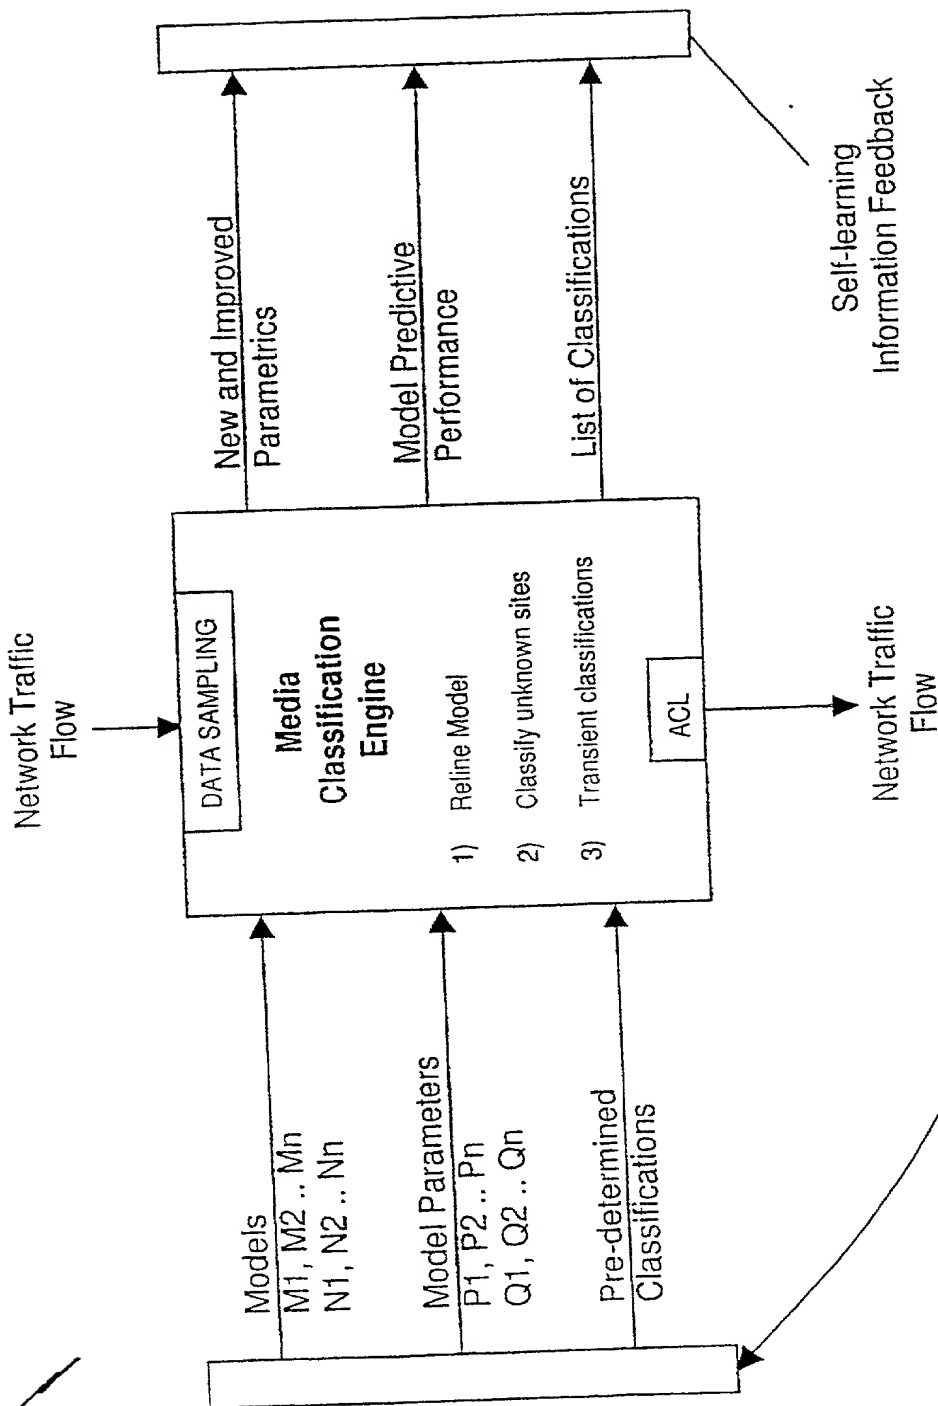 Network Traffic
Flow
DATA SAMPLING
Media
Classification
Engine
1) Reline Model
2) Classify unknown sites
3) Transient classifications
ACL
Network Traffic
Flow
Models
M1, M2 .. Mn
N1, N2 .. Nn
Model Parameters
P1, P2 .. Pn
Q1, Q2 .. Qn
Pre-determined
Classifications
New and Improved
Parametrics
Model Predictive
Performance
List of Classifications
Self-learning
Information Feedback